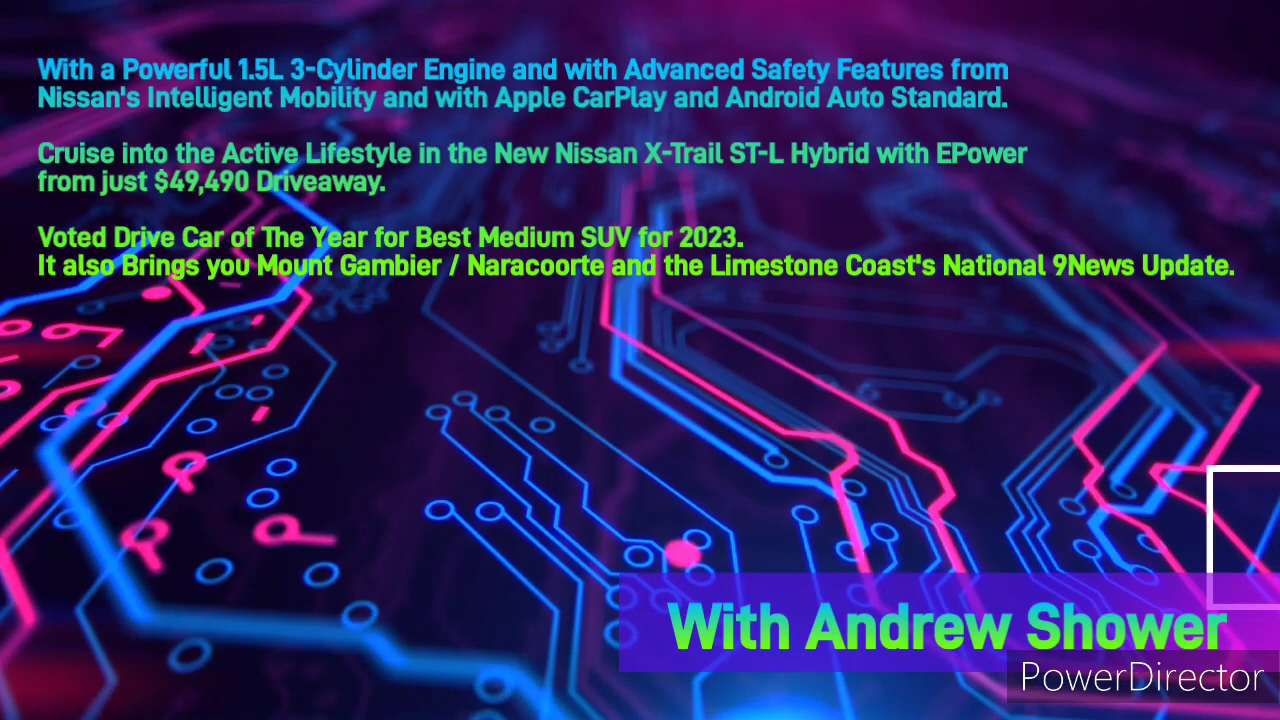 With a Powerful 1.5L 3-Cylinder Engine and with Advanced Safety Features from
Nissan's Intelligent Mobility and with Apple CarPlay and Android Auto Standard.
Cruise into the Active Lifestyle in the New Nissan X-Trail ST-L Hybrid with EPower
from just $49,490 Driveaway.
Voted Drive Car of The Year for Best Medium SUV for 2023.
It also Brings you Mount Gambier / Naracoorte and the Limestone Coast's National 9News Update.
With Andrew Shower
PowerDirector